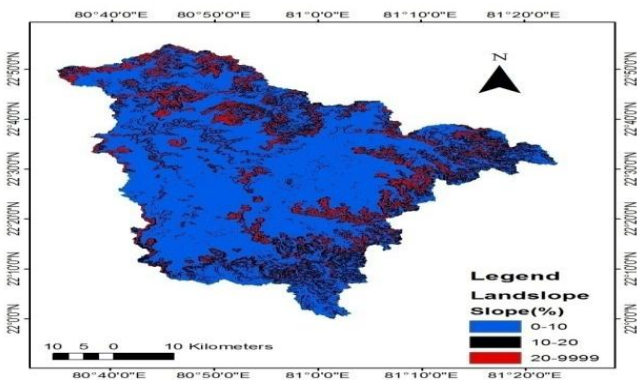 80°40'0"E 80°50'0"E 81°0'0"E 81°10'0"E 81°20'0"E
N
22°50'0"N 22°50'0"N
22°40'0"N 22°40'0"N
22°30'0"N 22°30'0"N
22°20'0"N 22°20'0"N
22°10'0"N 22°10'0"N
22°0'0"N 22°0'0"N
Legend
Landslope
Slope(%)
0-10
10-20
20-9999
10 5 0 10 Kilometers
80°40'0"E 80°50'0"E 81°0'0"E 81°10'0"E 81°20'0"E